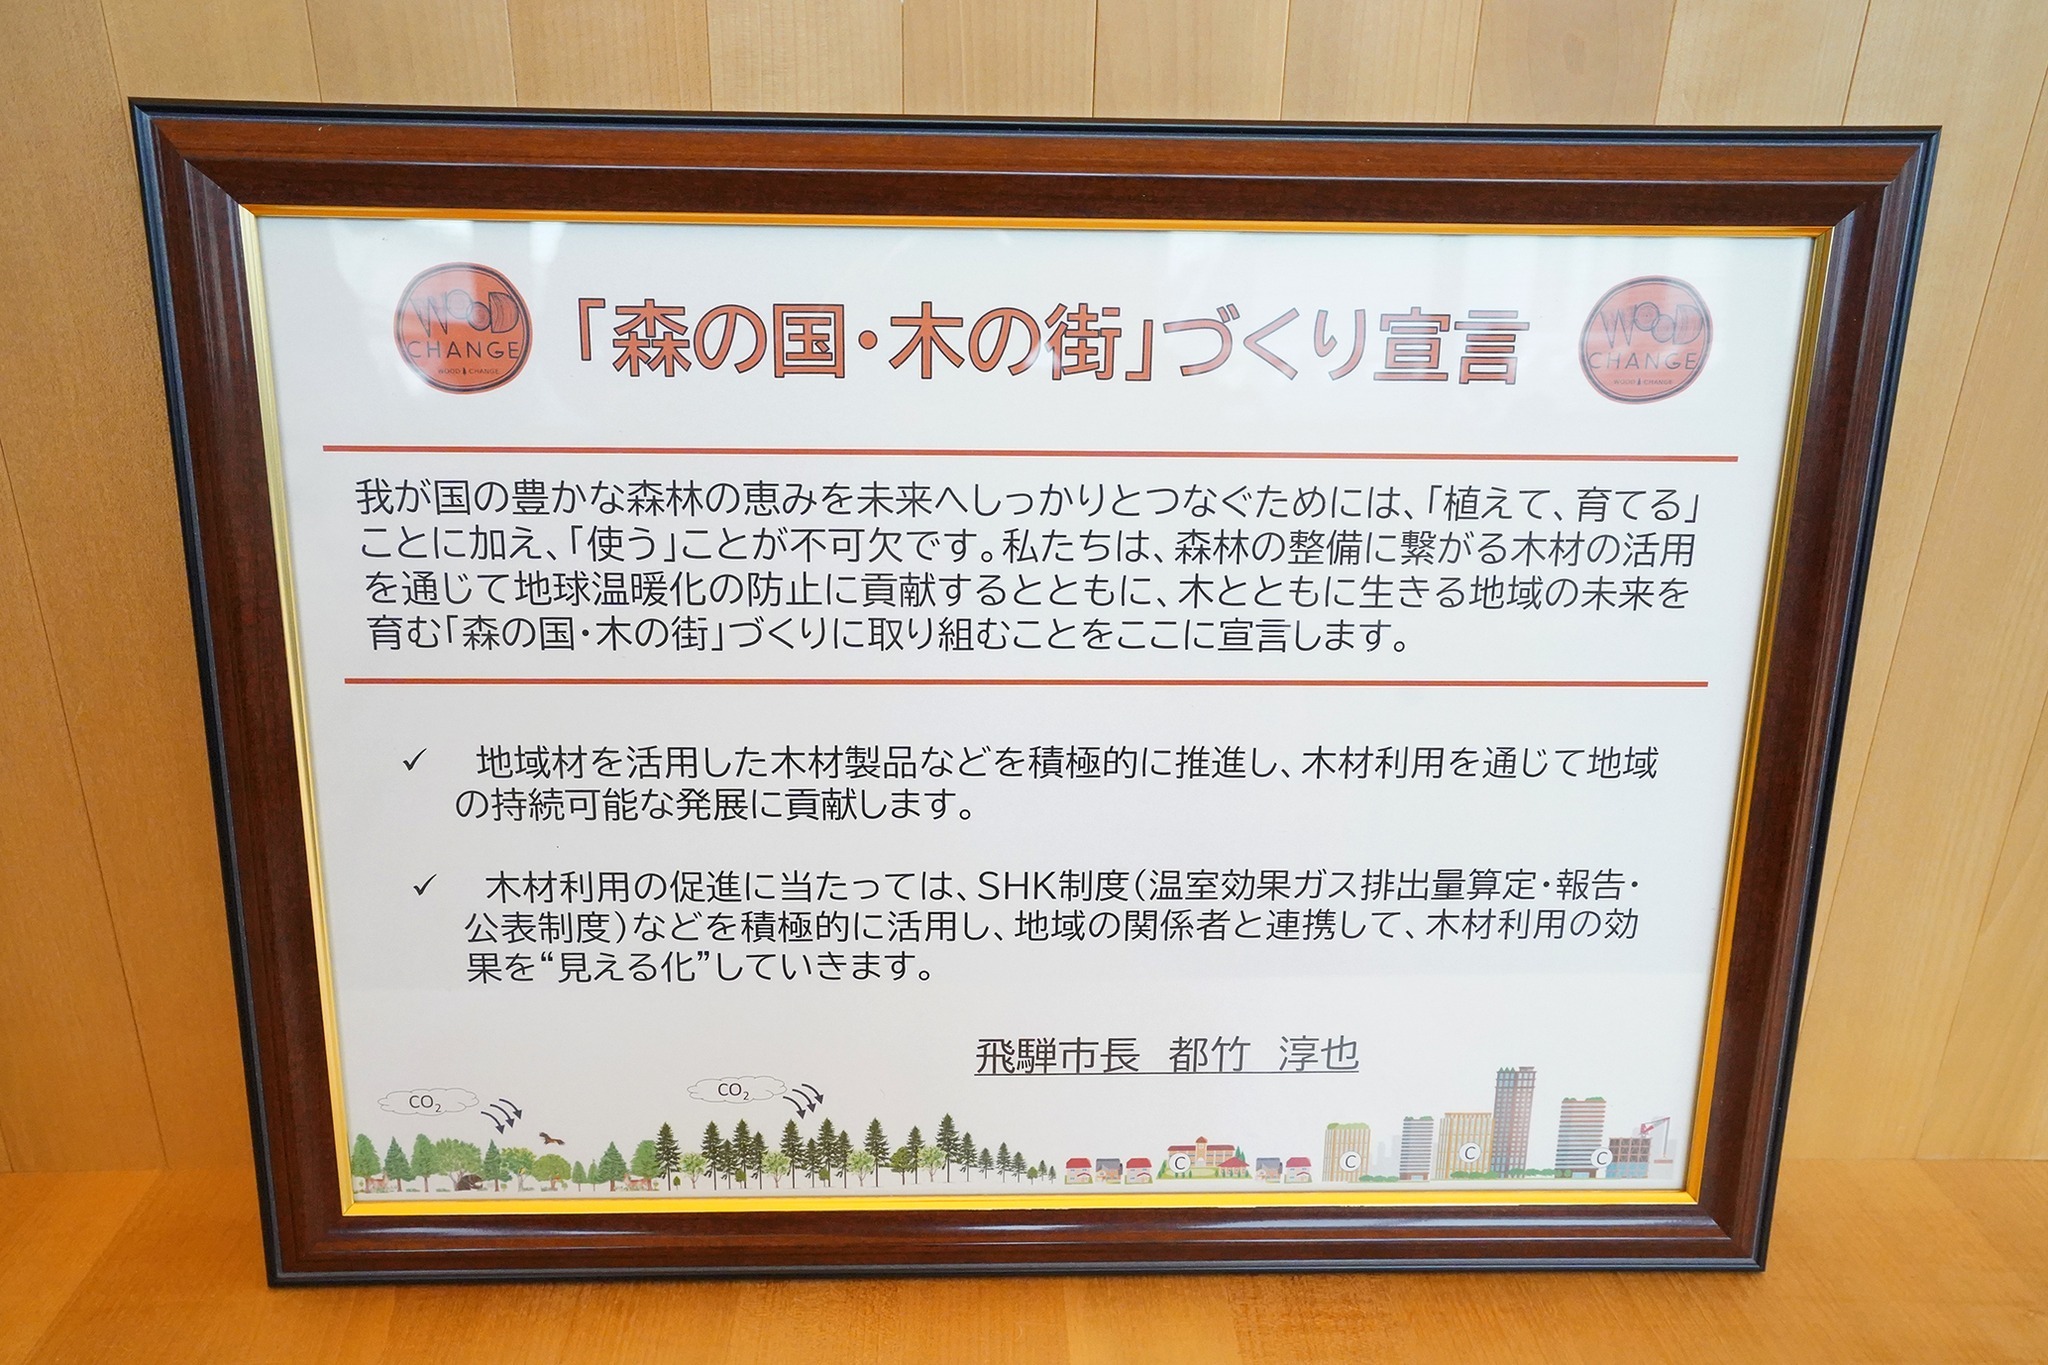 WOOD
CHANGE
WOOD CHANGE
「森の国・木の街」づくり宣言
WOOD
CHANGE
WOOD CHANGE
我が国の豊かな森林の恵みを未来へしっかりとつなぐためには、「植えて、育てる」
ことに加え、「使う」ことが不可欠です。私たちは、森林の整備に繋がる木材の活用
を通じて地球温暖化の防止に貢献するとともに、木とともに生きる地域の未来を
育む「森の国・木の街」づくりに取り組むことをここに宣言します。
✓ 地域材を活用した木材製品などを積極的に推進し、木材利用を通じて地域
の持続可能な発展に貢献します。
✓ 木材利用の促進に当たっては、SHK制度（温室効果ガス排出量算定・報告・
公表制度）などを積極的に活用し、地域の関係者と連携して、木材利用の効
果を“見える化”していきます。
飛騨市長 都竹 淳也
CO₂
CO₂
C
C
C
C